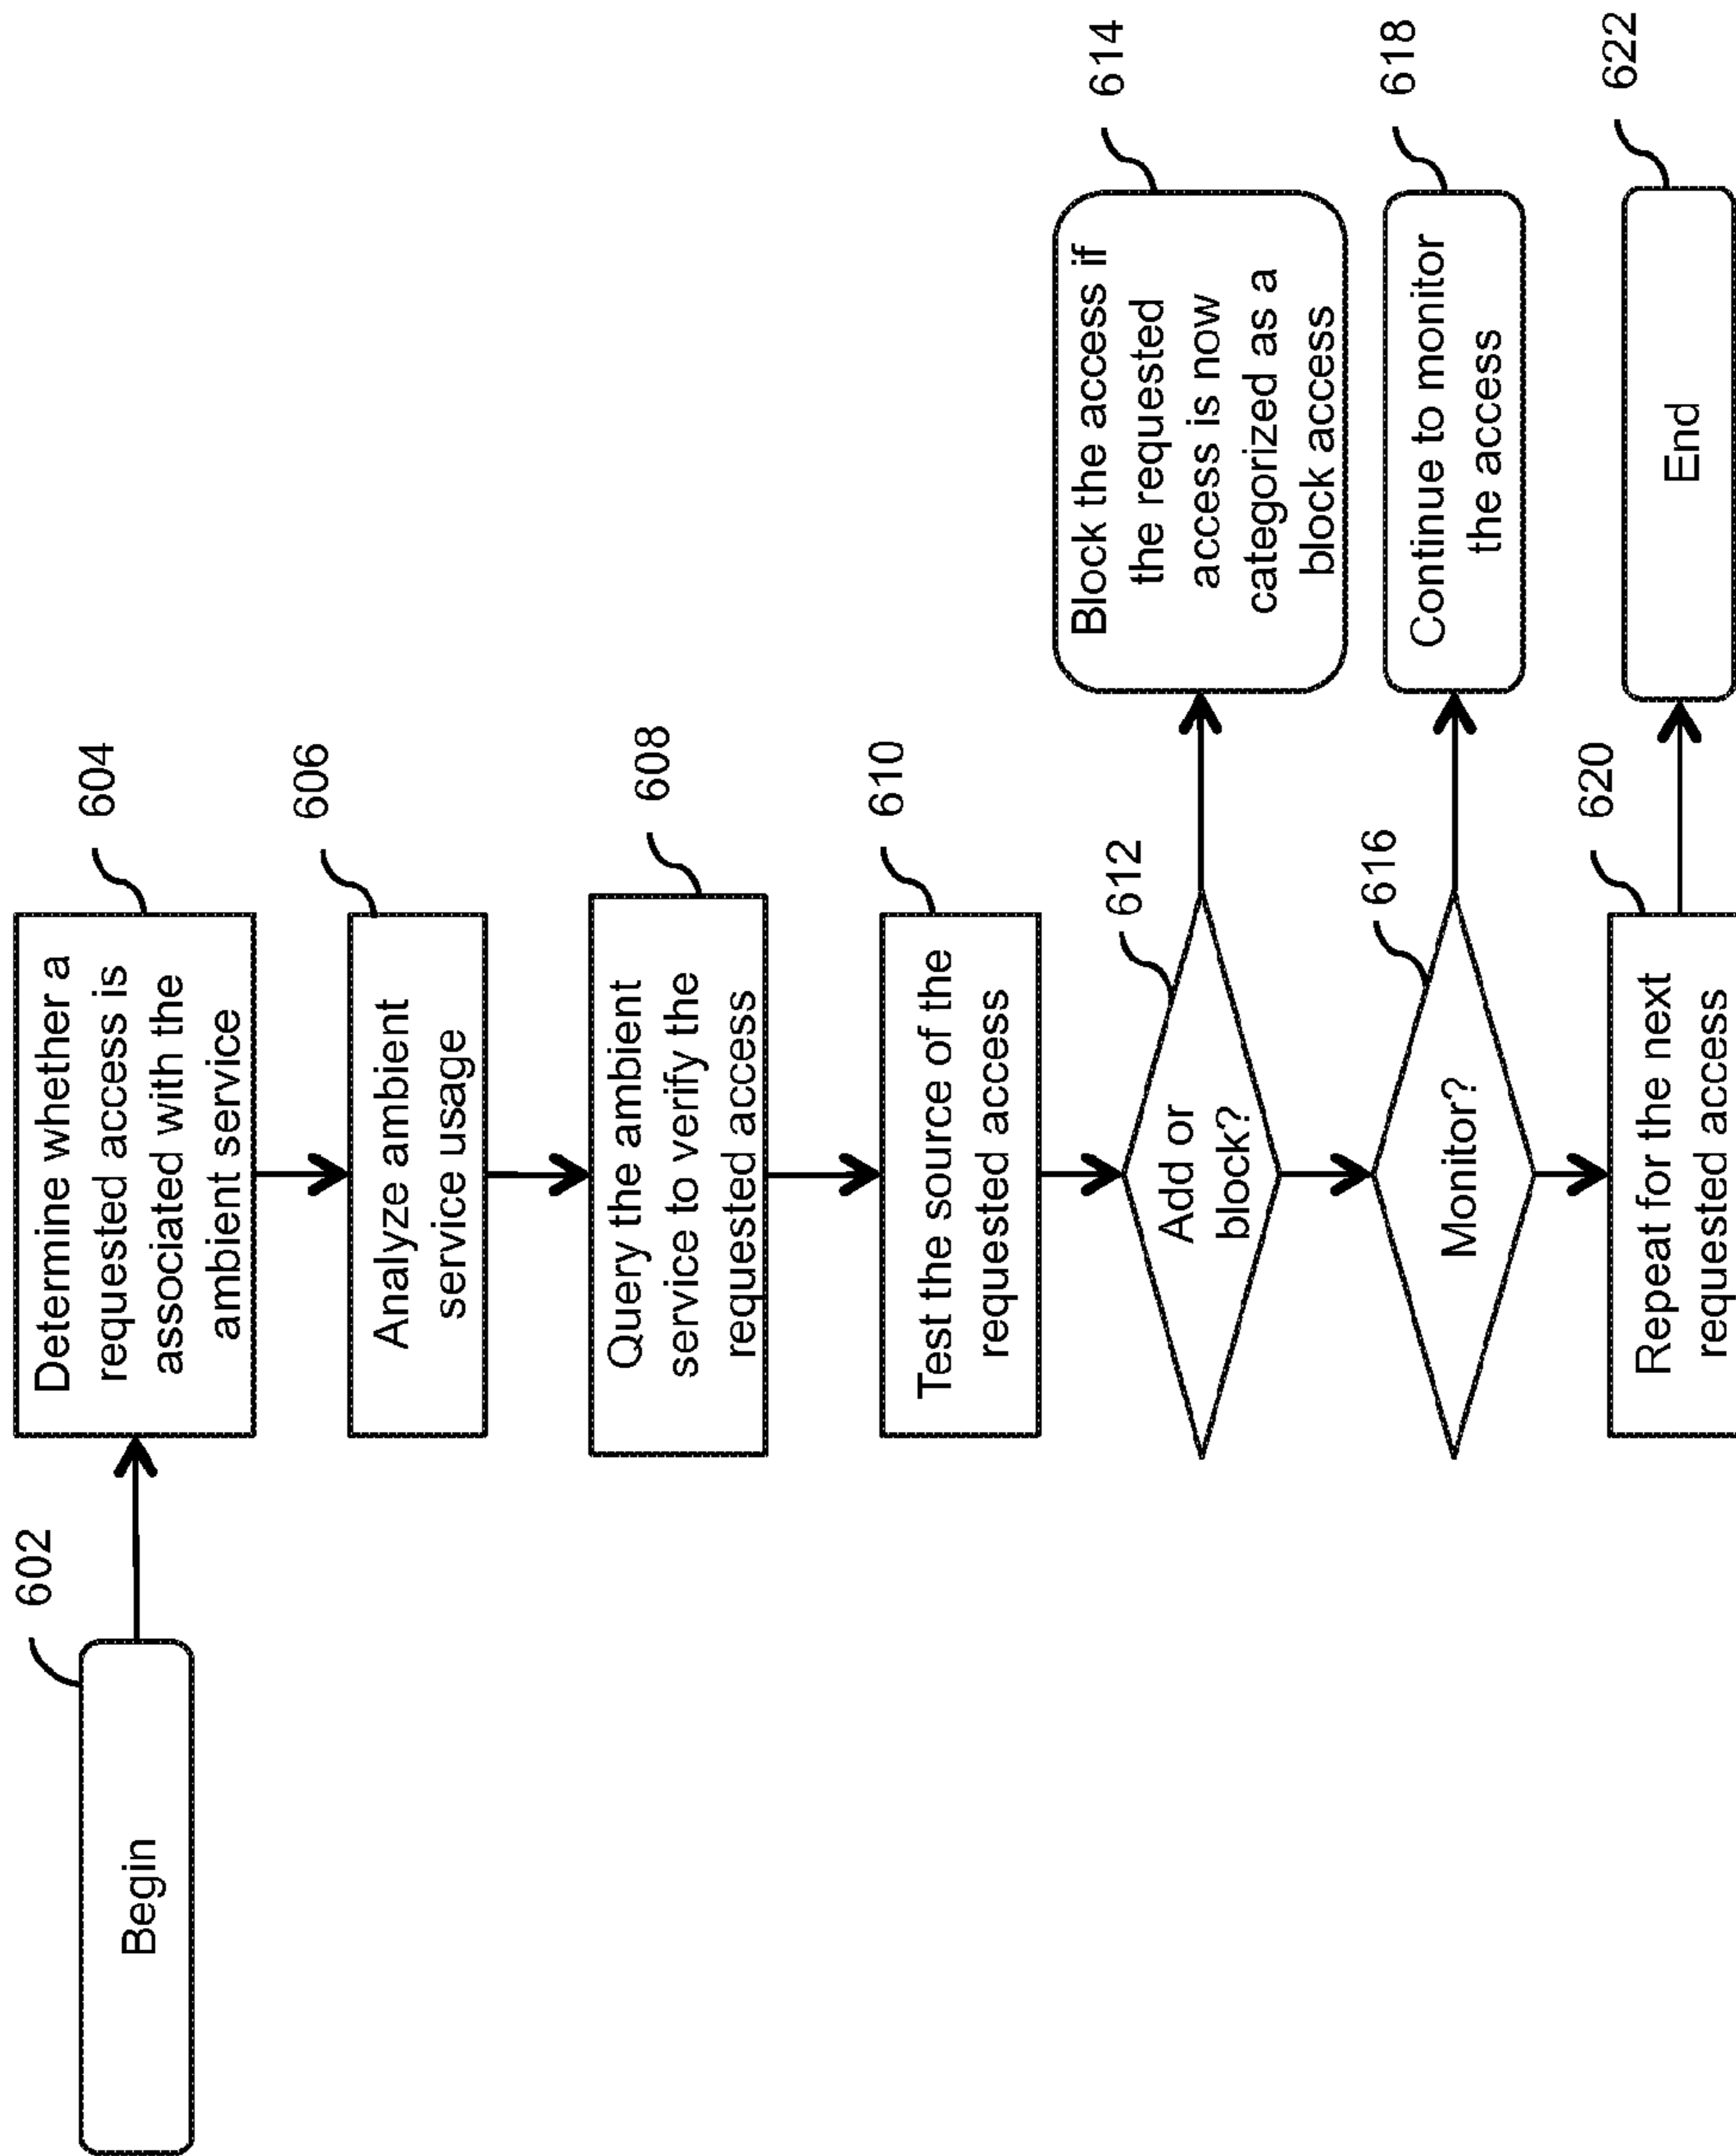 602
Begin
604
Determine whether a
requested access is
associated with the
ambient service
606
Analyze ambient
service usage
608
Query the ambient
service to verify the
requested access
610
Test the source of the
requested access
612
Add or
block?
614
Block the access if
the requested
access is now
categorized as a
block access
616
Monitor?
618
Continue to monitor
the access
620
Repeat for the next
requested access
622
End